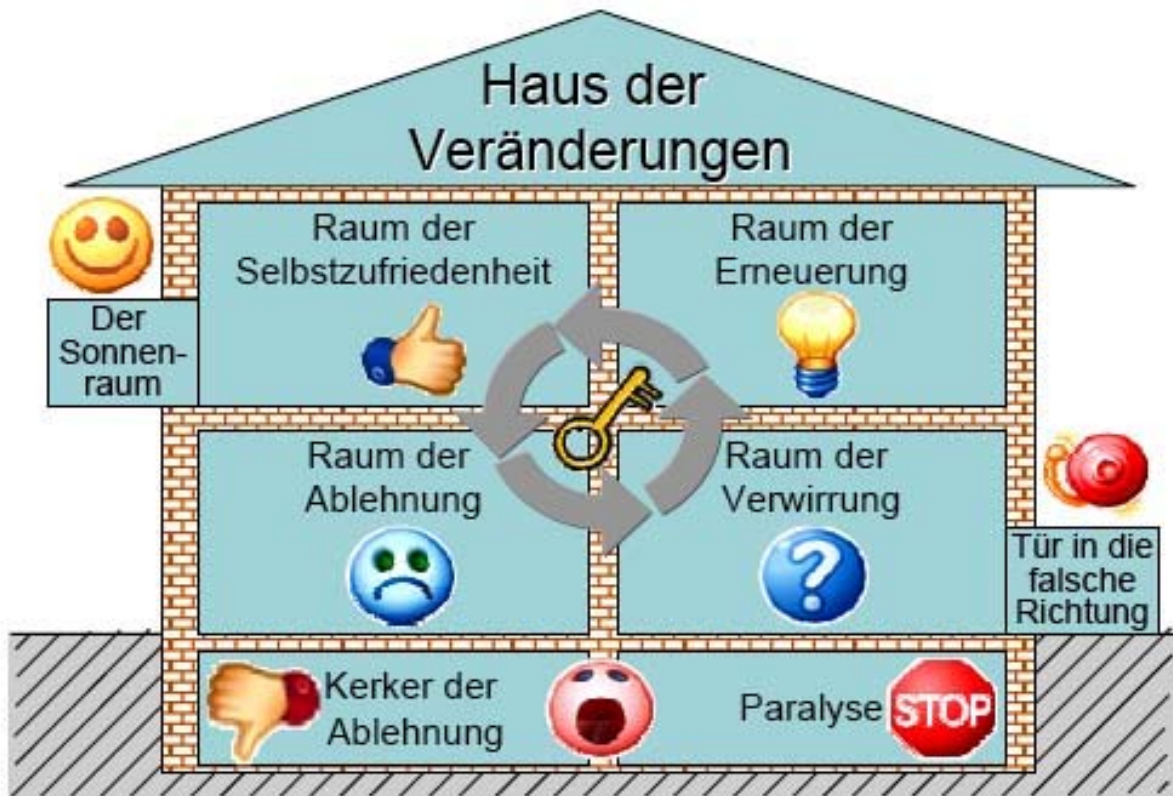 Haus der
Veränderungen
Raum der
Selbstzufriedenheit
Raum der
Erneuerung
Der
Sonnen-
raum
Raum der
Ablehnung
Raum der
Verwirrung
Tür in die
falsche
Richtung
Kerker der
Ablehnung
Paralyse
STOP